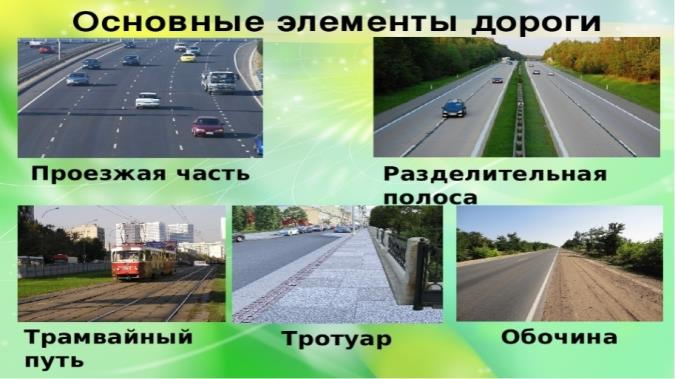 Основные элементы дороги
Проезжая часть
Разделительная
полоса
Трамвайный
путь
Тротуар
Обочина